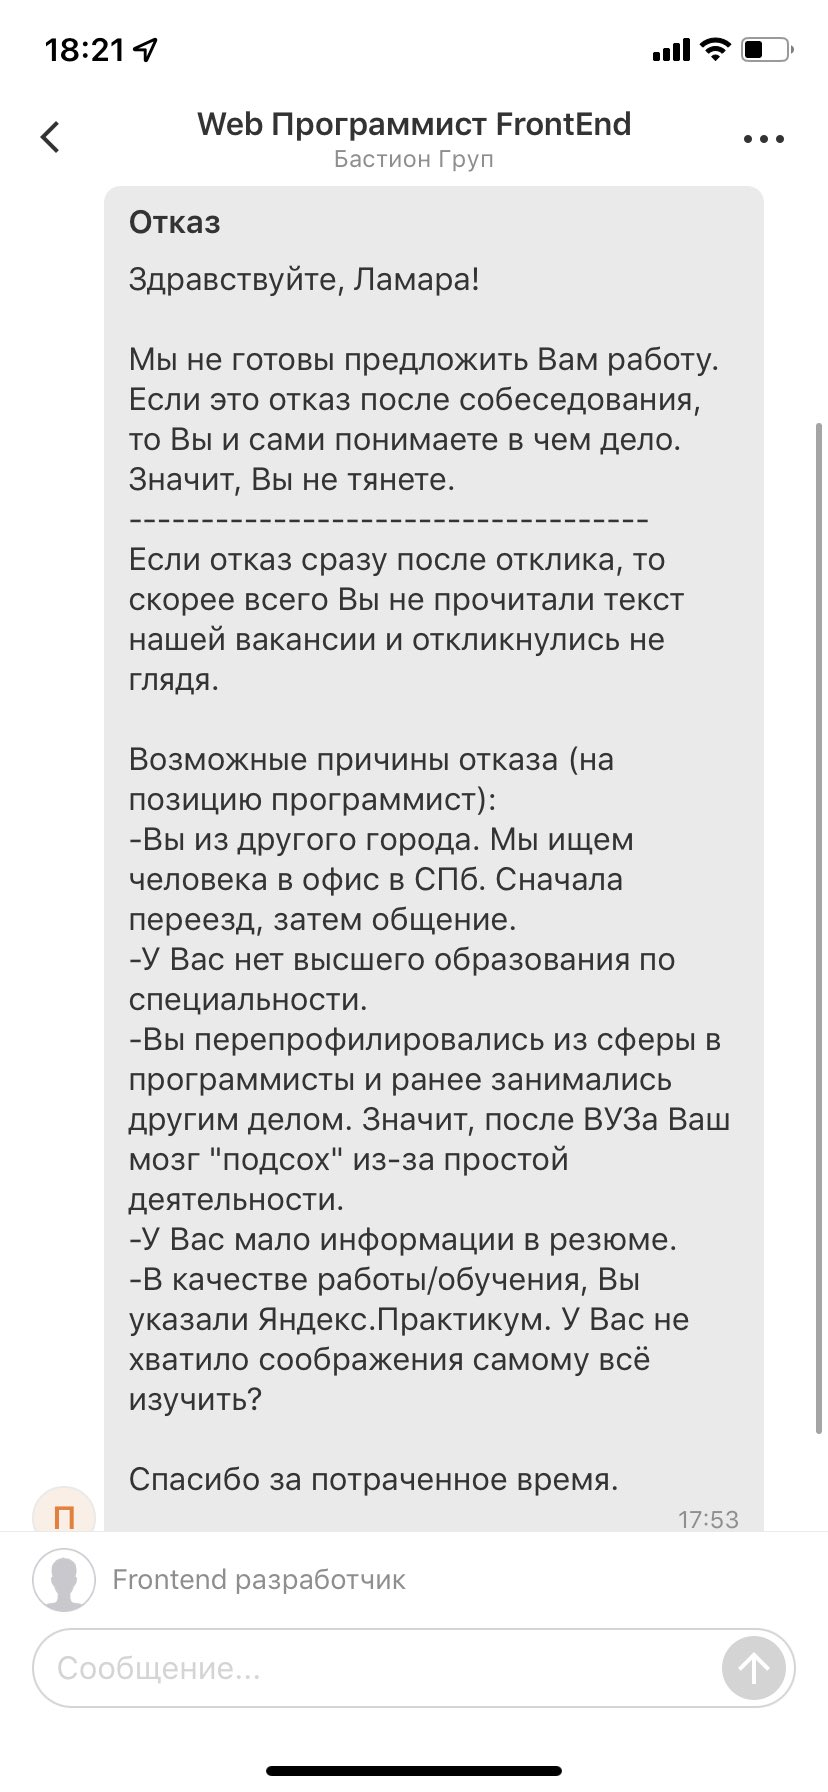 18:21
Web Программист FrontEnd
Бастион Груп
Отказ
Здравствуйте, Ламара!
Мы не готовы предложить Вам работу.
Если это отказ после собеседования,
то Вы и сами понимаете в чем дело.
Значит, Вы не тянете.
------------------------------------
Если отказ сразу после отклика, то
скорее всего Вы не прочитали текст
нашей вакансии и откликнулись не
глядя.
Возможные причины отказа (на
позицию программист):
-Вы из другого города. Мы ищем
человека в офис в СПб. Сначала
переезд, затем общение.
-У Вас нет высшего образования по
специальности.
-Вы перепрофилировались из сферы в
программисты и ранее занимались
другим делом. Значит, после ВУЗа Ваш
мозг "подсох" из-за простой
деятельности.
-У Вас мало информации в резюме.
-В качестве работы/обучения, Вы
указали Яндекс.Практикум. У Вас не
хватило соображения самому всё
изучить?
Спасибо за потраченное время.
П
17:53
Frontend разработчик
Сообщение...